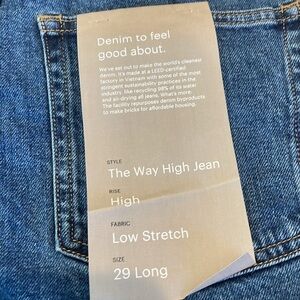 Denim to feel
good about.
We've set out to make the world's cleanest
denim. It's made at a LEED-certified
factory in Vietnam with some of the most
stringent sustainability practices in the
industry: like recycling 98% of its water
and air-drying all jeans. What's more:
The facility repurposes denim byproducts
to make bricks for affordable housing.
STYLE
The Way High Jean
RISE
High
FABRIC
Low Stretch
SIZE
29 Long